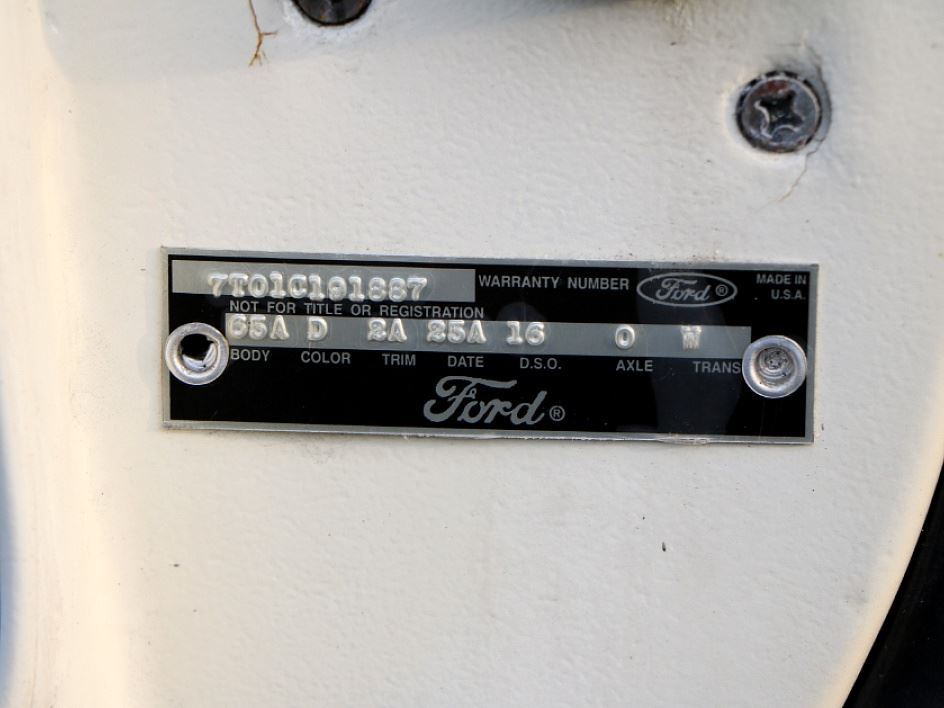 7T01C191887 WARRANTY NUMBER Ford® MADE IN U.S.A.
NOT FOR TITLE OR REGISTRATION
65A D 2A 25A 16 0 W
BODY COLOR TRIM DATE D.S.O. AXLE TRANS
Ford®